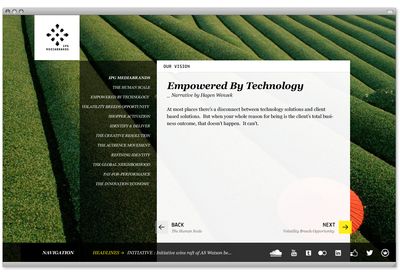 IPG
MEDIABRANDS
OUR VISION
IPG MEDIABRANDS
THE HUMAN SCALE
EMPOWERED BY TECHNOLOGY
VOLATILITY BREEDS OPPORTUNITY
SHOPPER ACTIVATION
IDENTIFY & DELIVER
THE CREATIVE RESOLUTION
THE AUDIENCE MOVEMENT
REFINING IDENTITY
THE GLOBAL NEIGHBORHOOD
PAY-FOR-PERFORMANCE
THE INNOVATION ECONOMY
Empowered By Technology
_ Narrative by
At most places there's a disconnect between technology solutions and client
based solutions. But when your whole reason for being is the client's total busi-
ness outcome, that doesn't happen. It can't.
BACK
The Human Scale
NEXT
Volatility Breeds Opportunity
NAVIGATION
HEADLINES → INITIATIVE : Initiative wins raft of AS Watson be...